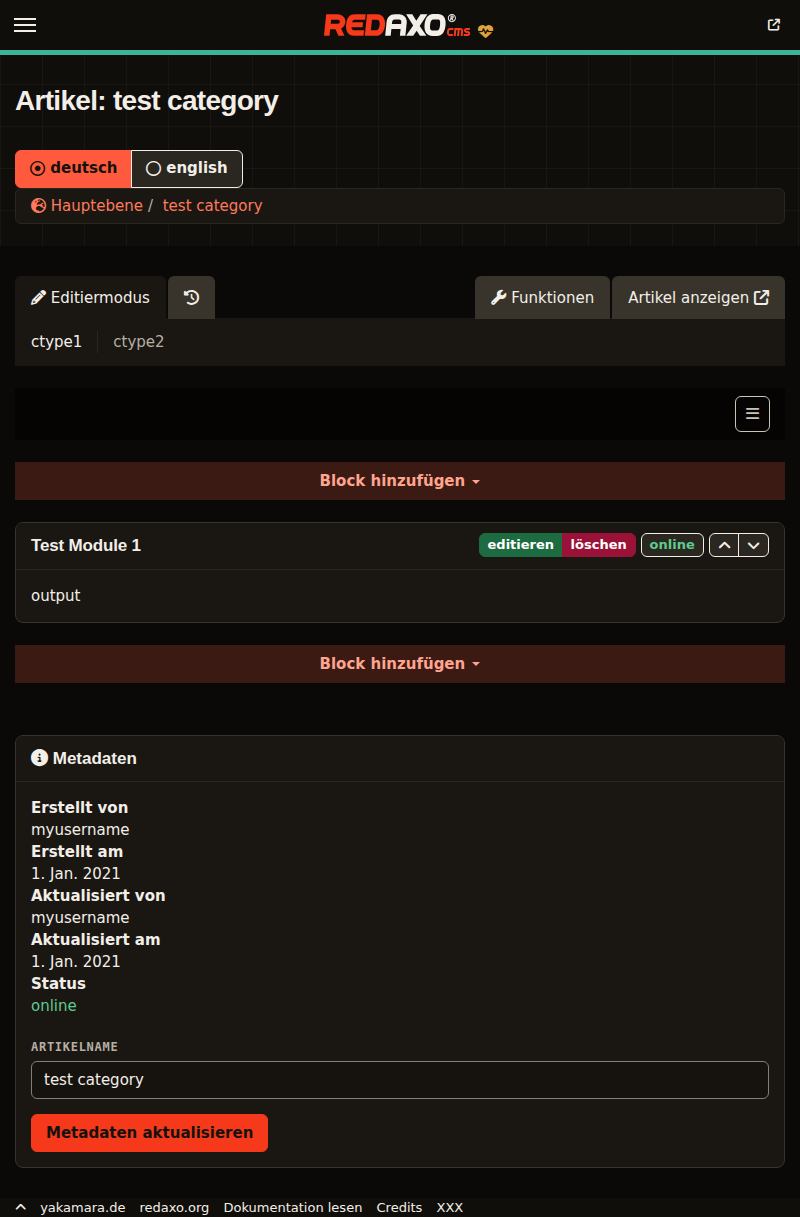 REDAXO® cms
Artikel: test category
deutsch english
Hauptebene / test category
Editiermodus Funktionen Artikel anzeigen
ctype1 ctype2
Block hinzufügen
Test Module 1 editieren löschen online
output
Block hinzufügen
Metadaten
Erstellt von
myusername
Erstellt am
1. Jan. 2021
Aktualisiert von
myusername
Aktualisiert am
1. Jan. 2021
Status
online
ARTIKELNAME
test category
Metadaten aktualisieren
yakamara.de redaxo.org Dokumentation lesen Credits XXX